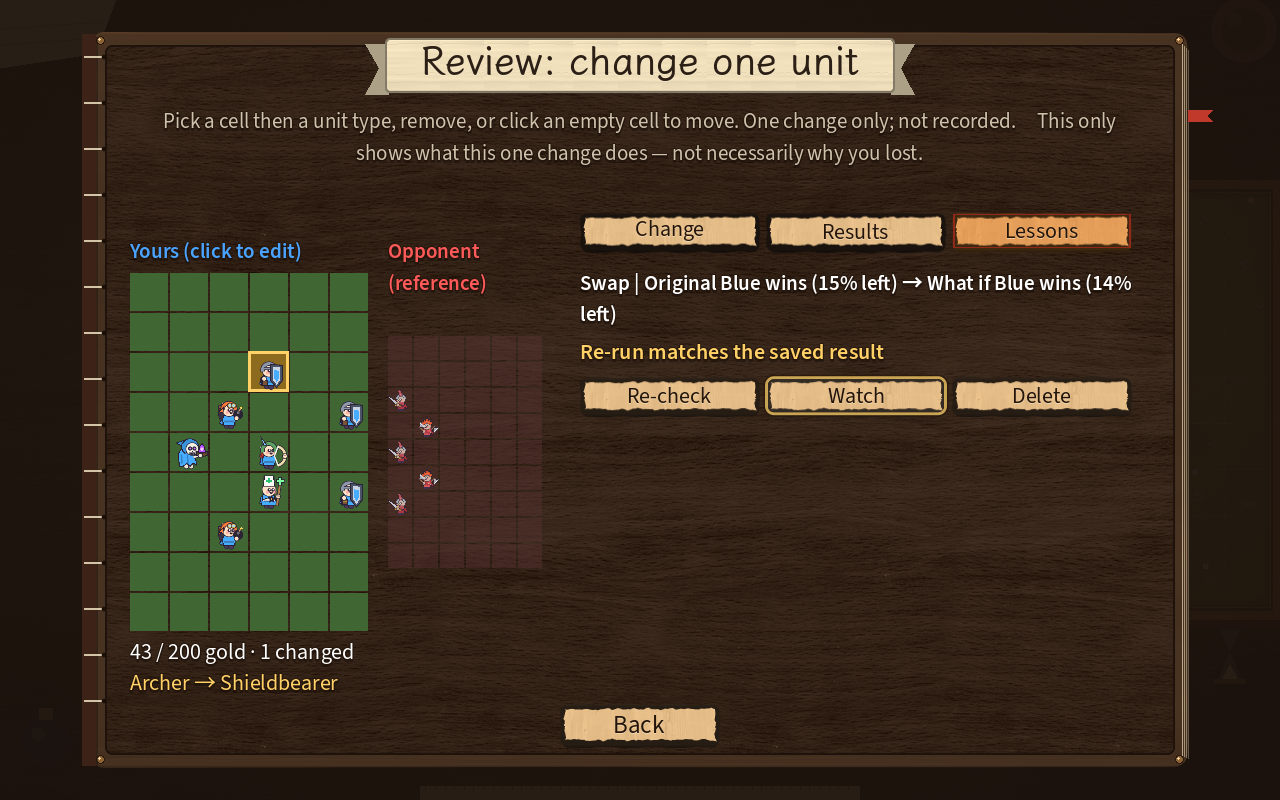 Review: change one unit
Pick a cell then a unit type, remove, or click an empty cell to move. One change only; not recorded. This only
shows what this one change does — not necessarily why you lost.
Yours (click to edit)
Opponent
(reference)
Change
Results
Lessons
Swap | Original Blue wins (15% left) → What if Blue wins (14%
left)
Re-run matches the saved result
Re-check
Watch
Delete
43 / 200 gold · 1 changed
Archer → Shieldbearer
Back